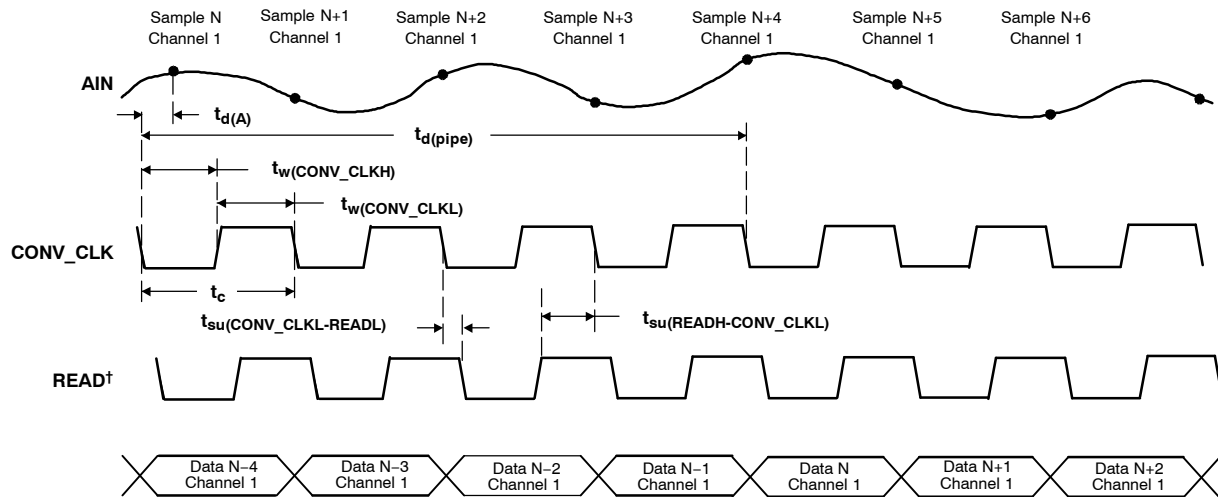 Sample N
Channel 1
Sample N+1
Channel 1
Sample N+2
Channel 1
Sample N+3
Channel 1
Sample N+4
Channel 1
Sample N+5
Channel 1
Sample N+6
Channel 1
AIN
td(A)
td(pipe)
tw(CONV_CLKH)
tw(CONV_CLKL)
CONV_CLK
tc
tsu(CONV_CLKL-READL)
tsu(READH-CONV_CLKL)
READ†
Data N−4
Channel 1
Data N−3
Channel 1
Data N−2
Channel 1
Data N−1
Channel 1
Data N
Channel 1
Data N+1
Channel 1
Data N+2
Channel 1